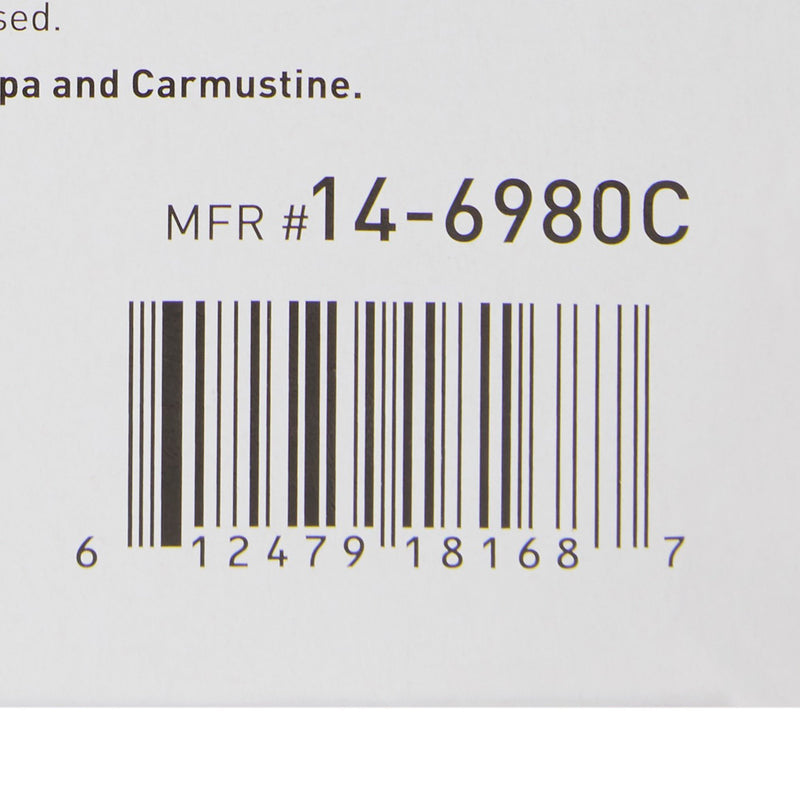 sed.
pa and Carmustine.
MFR #14-6980C
6 12479 18168 7